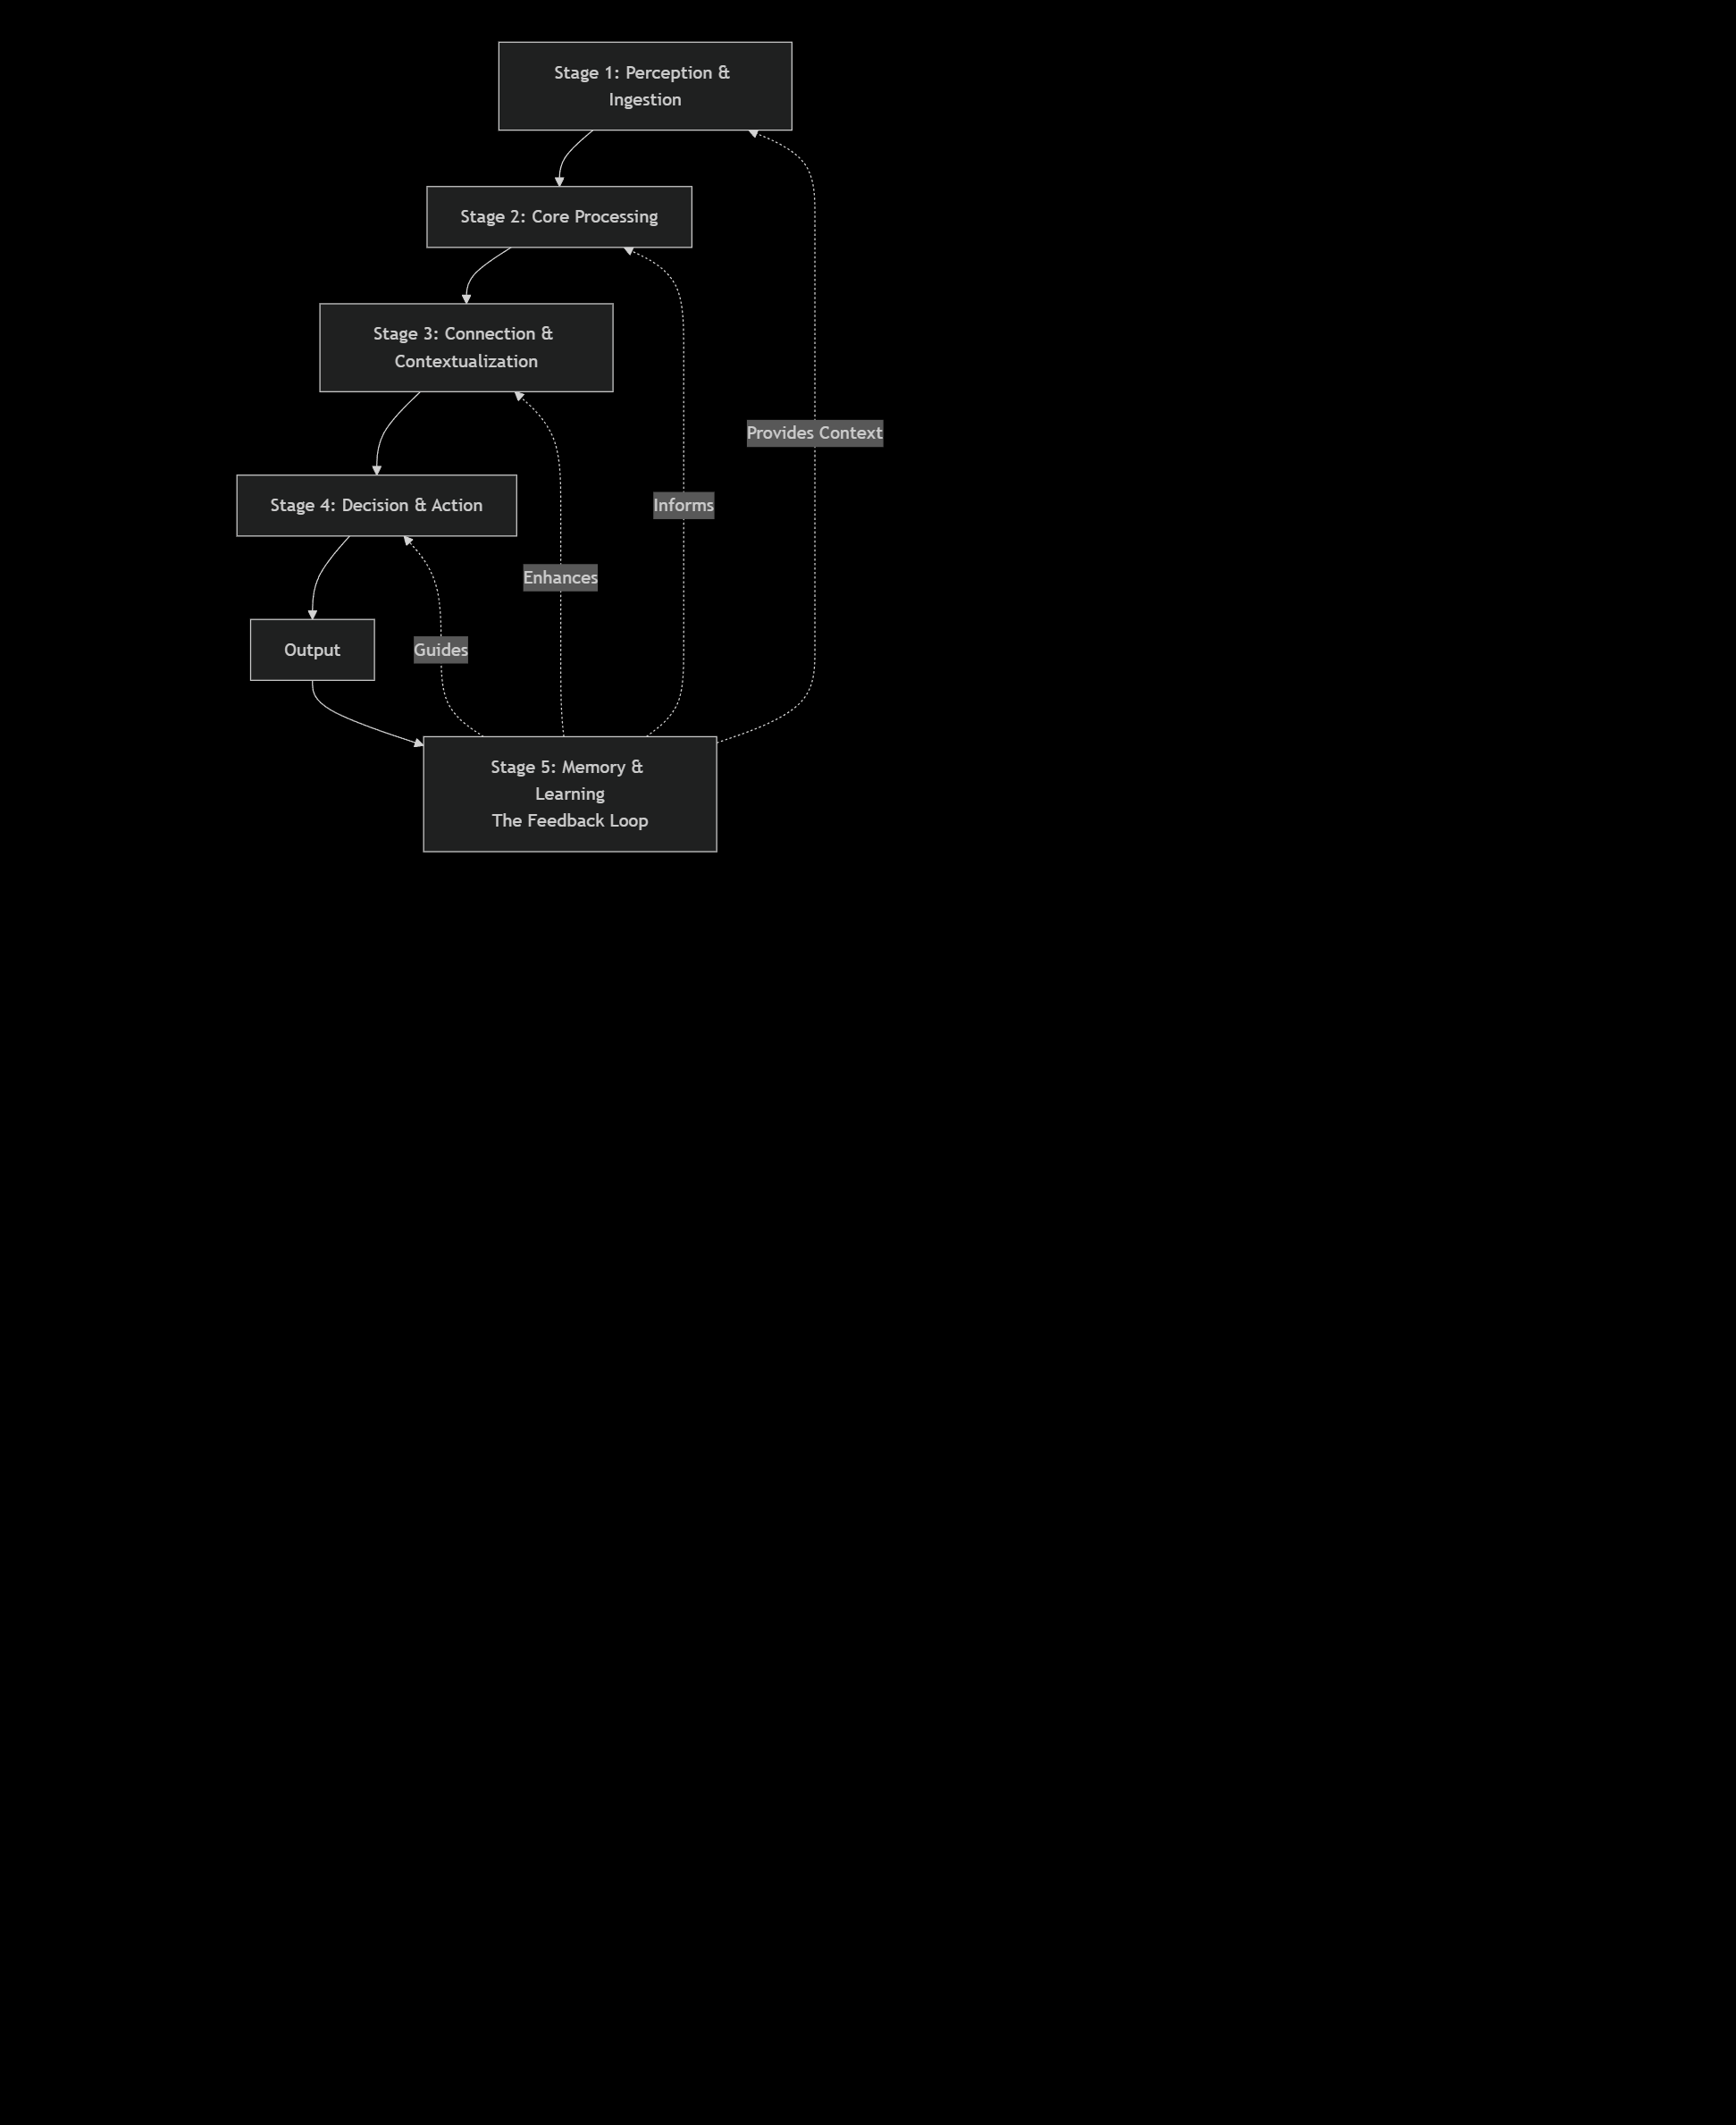 Stage 1: Perception &
Ingestion
Stage 2: Core Processing
Stage 3: Connection &
Contextualization
Provides Context
Stage 4: Decision & Action
Informs
Enhances
Output
Guides
Stage 5: Memory &
Learning
The Feedback Loop